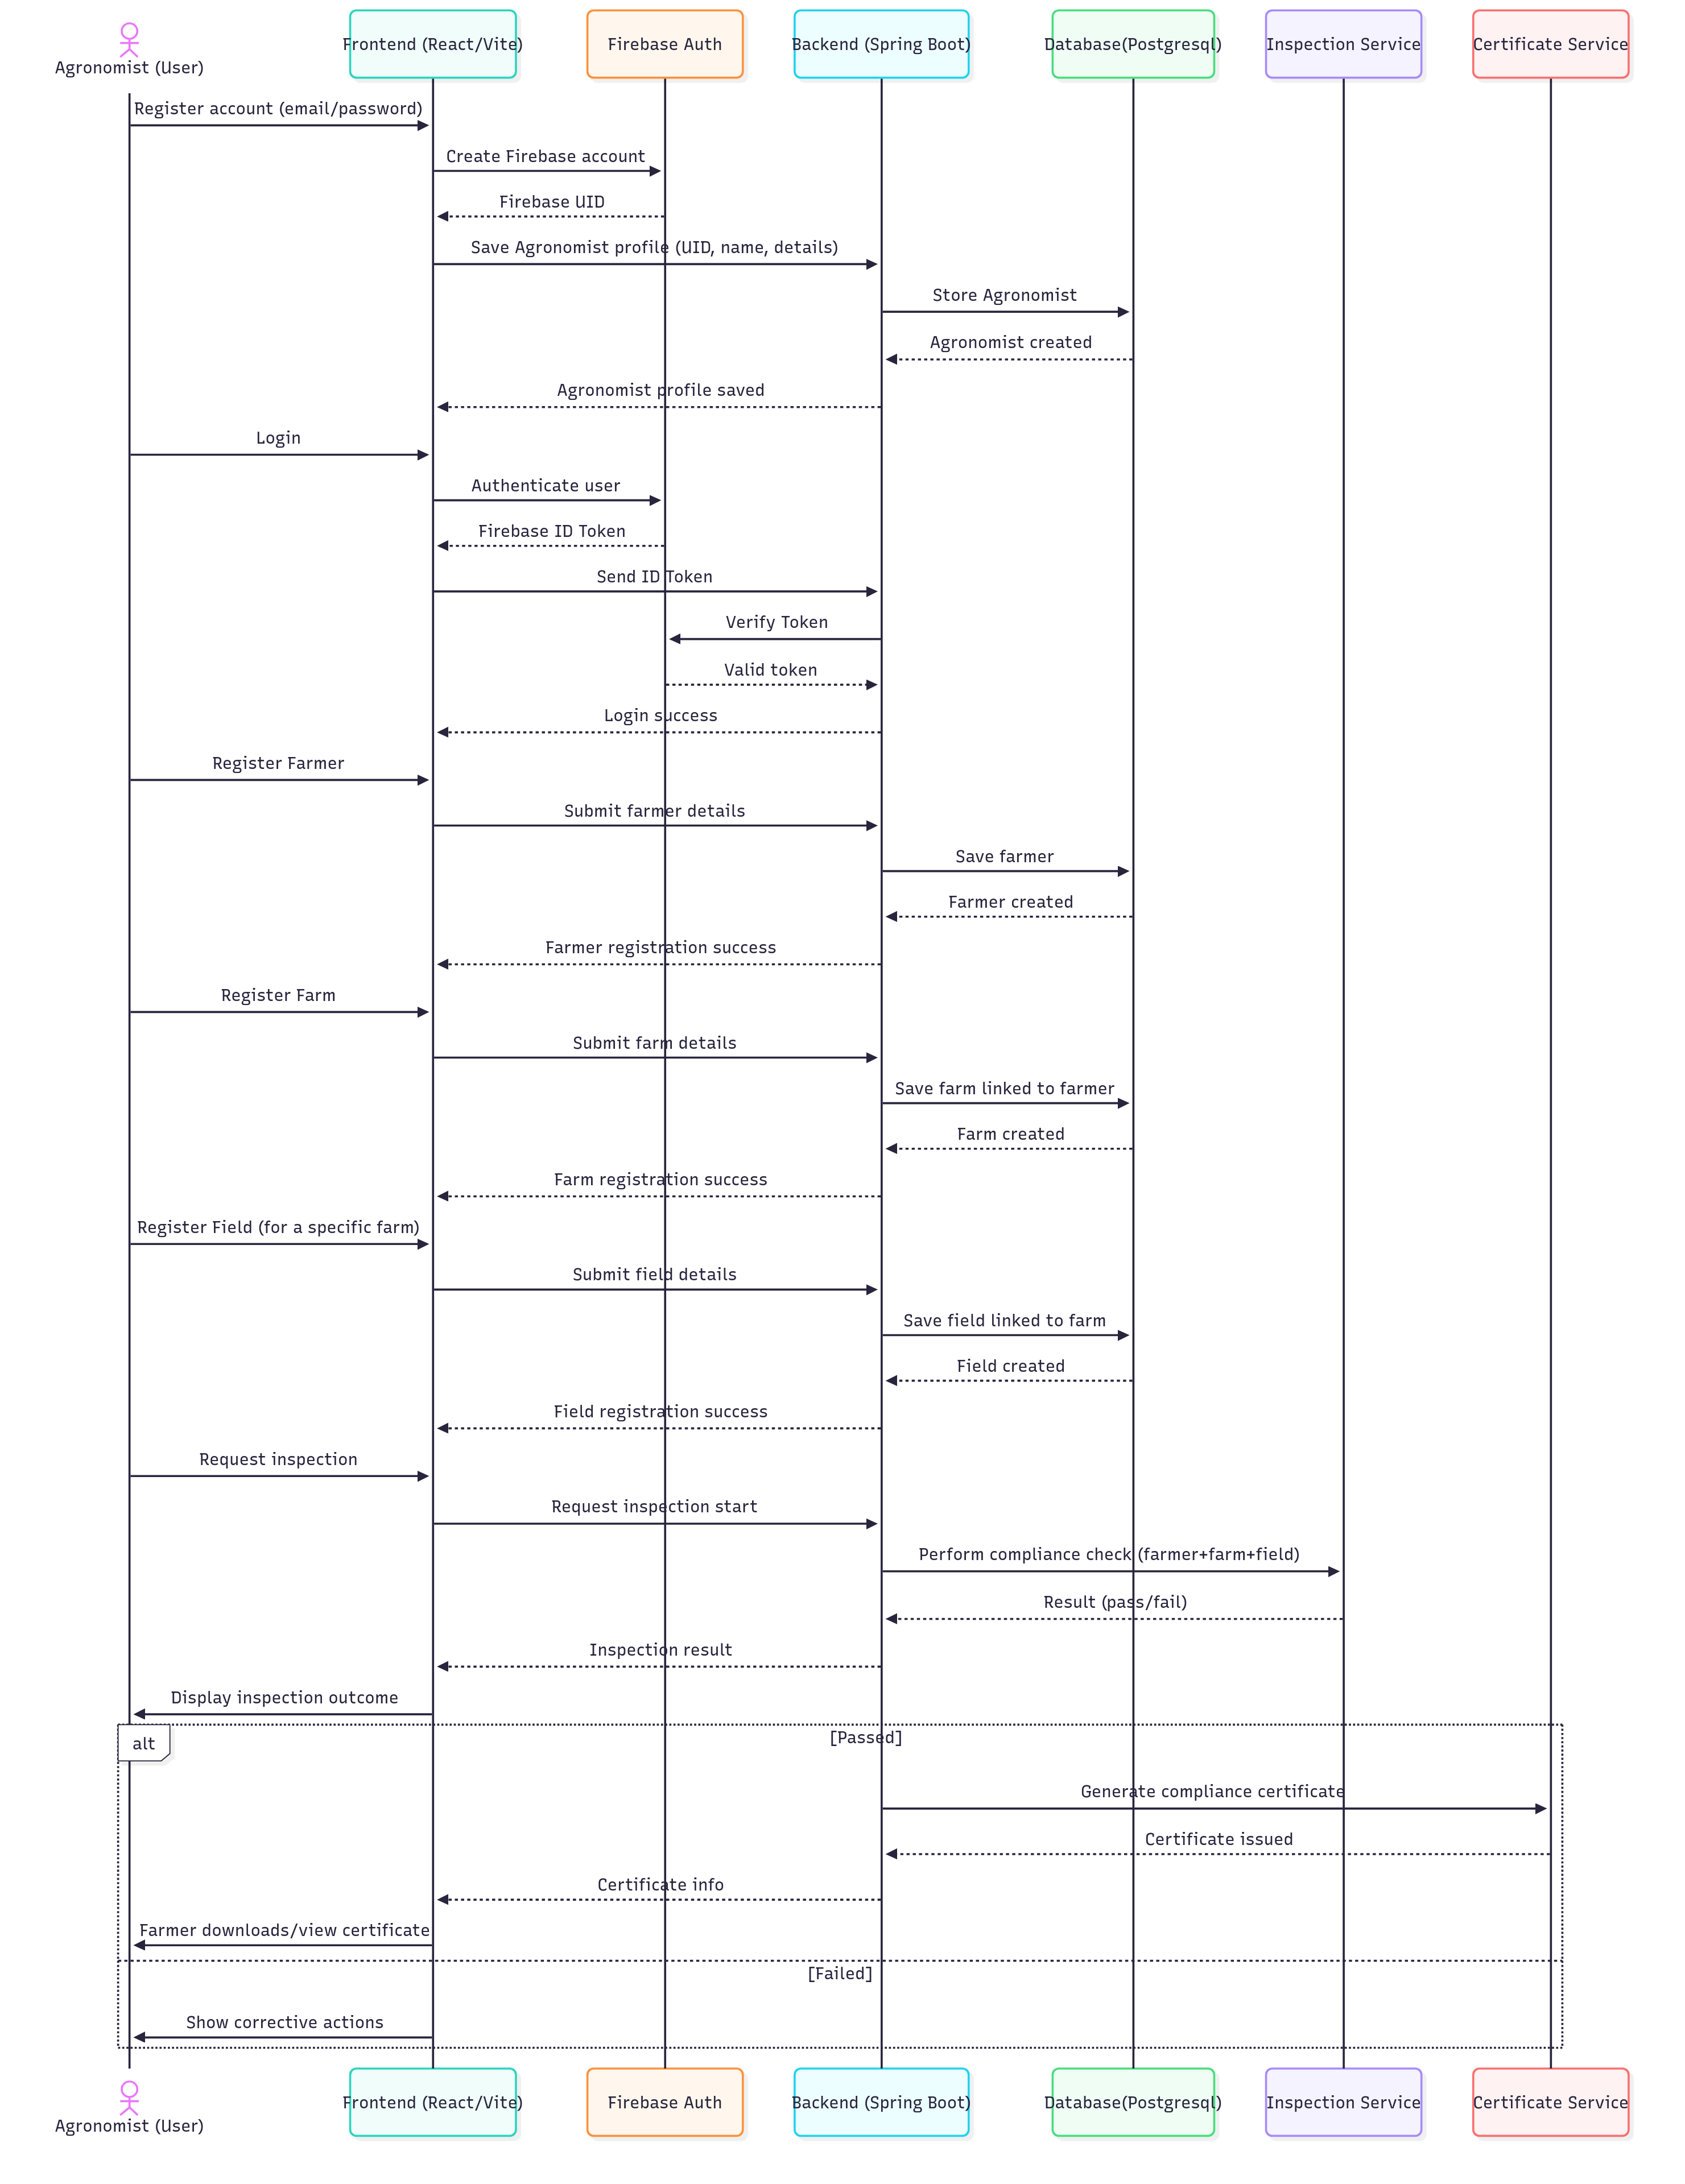 Agronomist (User)
Frontend (React/Vite)
Firebase Auth
Backend (Spring Boot)
Database(Postgresql)
Inspection Service
Certificate Service
Register account (email/password)
Create Firebase account
Firebase UID
Save Agronomist profile (UID, name, details)
Store Agronomist
Agronomist created
Agronomist profile saved
Login
Authenticate user
Firebase ID Token
Send ID Token
Verify Token
Valid token
Login success
Register Farmer
Submit farmer details
Save farmer
Farmer created
Farmer registration success
Register Farm
Submit farm details
Save farm linked to farmer
Farm created
Farm registration success
Register Field (for a specific farm)
Submit field details
Save field linked to farm
Field created
Field registration success
Request inspection
Request inspection start
Perform compliance check (farmer+farm+field)
Result (pass/fail)
Inspection result
Display inspection outcome
alt
[Passed]
Generate compliance certificate
Certificate issued
Certificate info
Farmer downloads/view certificate
[Failed]
Show corrective actions
Agronomist (User)
Frontend (React/Vite)
Firebase Auth
Backend (Spring Boot)
Database(Postgresql)
Inspection Service
Certificate Service